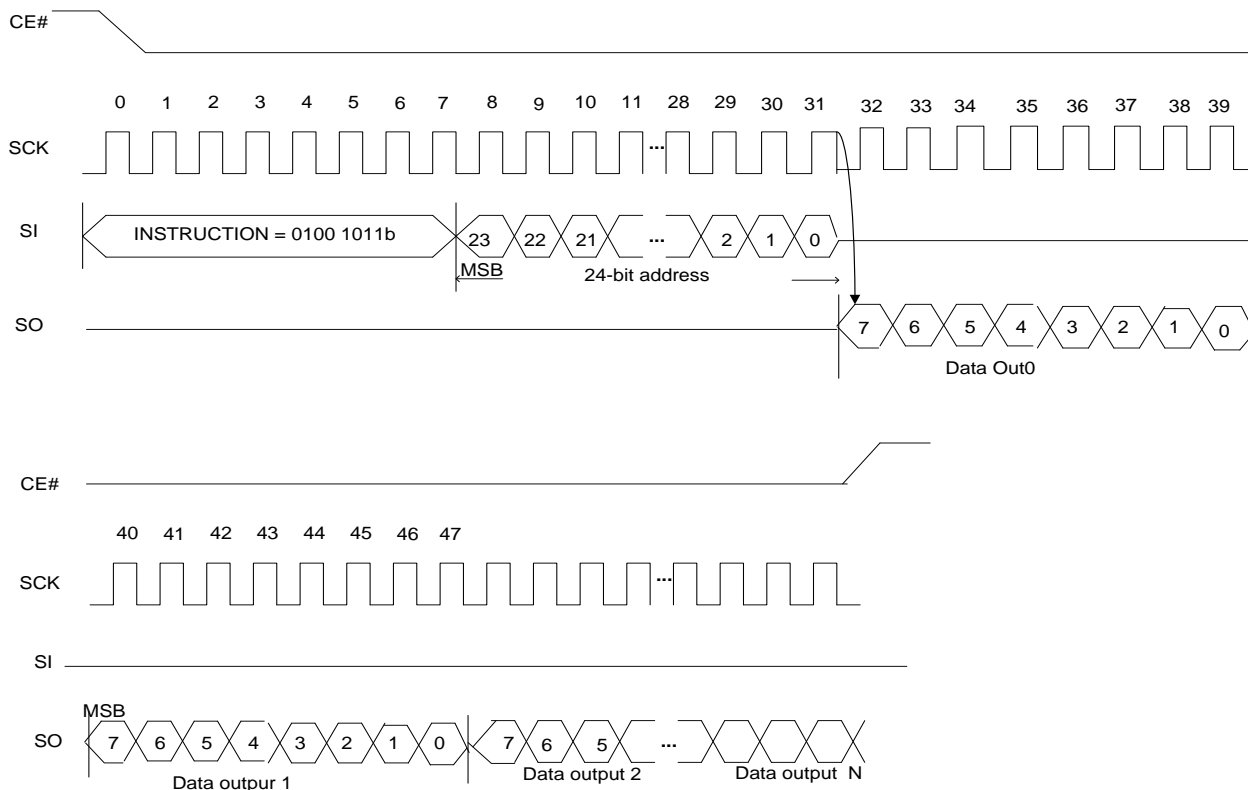 CE#
0 1 2 3 4 5 6 7 8 9 10 11 28 29 30 31 32 33 34 35 36 37 38 39
SCK ...
SI INSTRUCTION = 0100 1011b 23 22 21 ... 2 1 0
MSB 24-bit address
SO 7 6 5 4 3 2 1 0
Data Out0
CE#
40 41 42 43 44 45 46 47
SCK ...
SI
MSB
SO 7 6 5 4 3 2 1 0 7 6 5 ...
Data outpur 1 Data output 2 Data output N